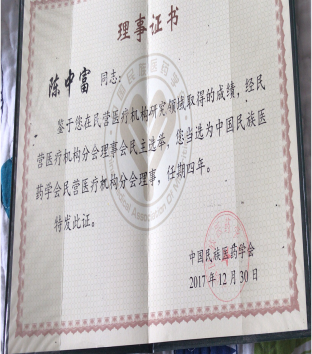 理事证书
陈中富 同志:
鉴于您在民营医疗机构研究领域取得的成绩，经民
营医疗机构分会理事会民主选举，您当选为中国民族医
药学会民营医疗机构分会理事，任期四年。
特发此证。
中国民族医药学会
2017年12月30日